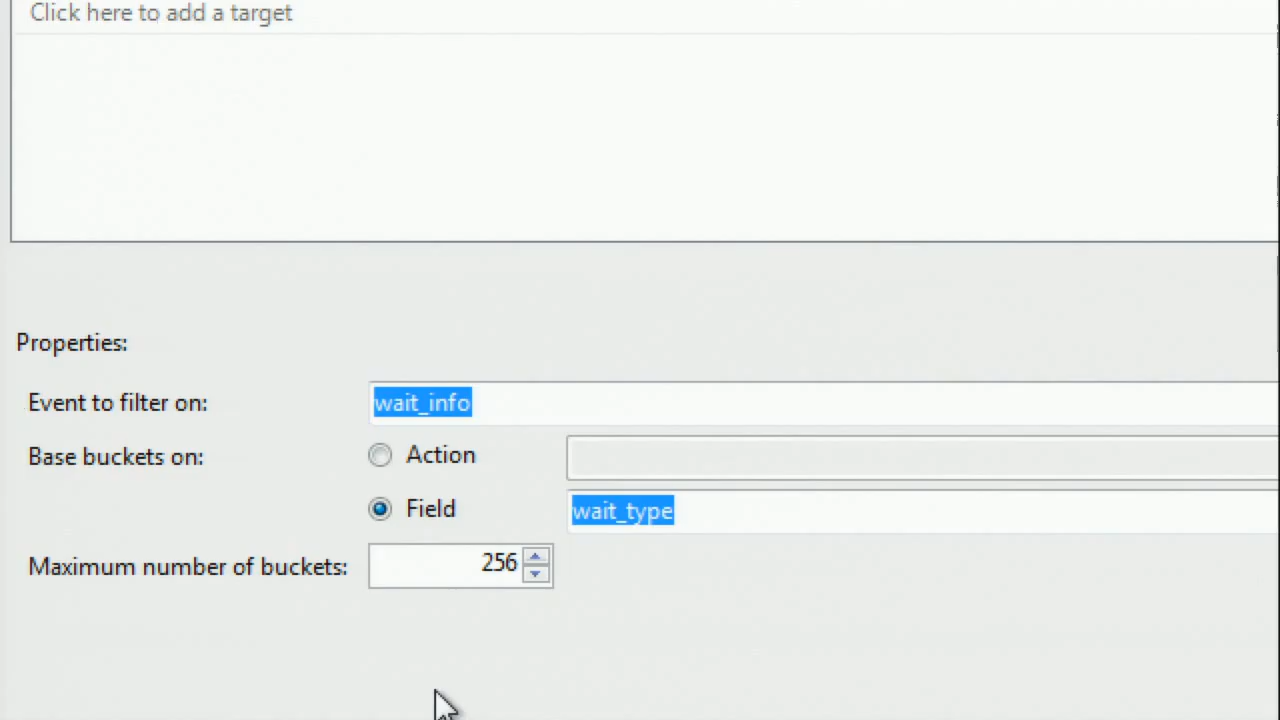 Click here to add a target
Properties:
Event to filter on: wait_info
Base buckets on: Action
Field wait_type
Maximum number of buckets: 256